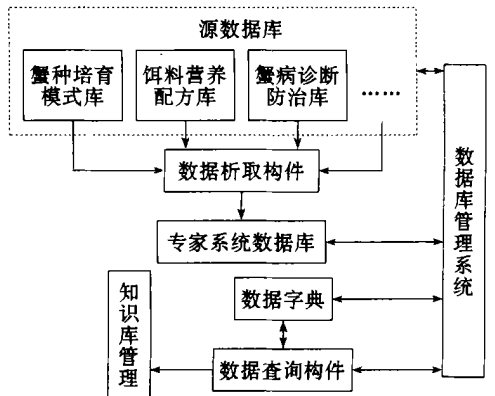 源数据库
蟹种培育
模式库
饵料营养
配方库
蟹病诊断
防治库
……
数据析取构件
专家系统数据库
数据字典
数据查询构件
知识库管理
数据库管理系统